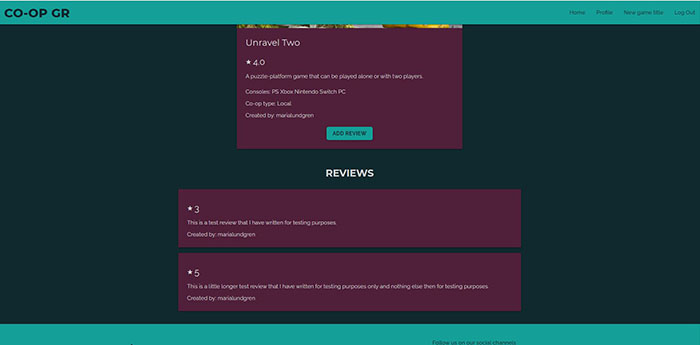 CO-OP GR
Home Profile New game title Log Out
Unravel Two
★ 4.0
A puzzle-platform game that can be played alone or with two players.
Consoles: PS Xbox Nintendo Switch PC
Co-op type: Local
Created by: marialundgren
ADD REVIEW
REVIEWS
★ 3
This is a test review that I have written for testing purposes.
Created by: marialundgren
★ 5
This is a little longer test review that I have written for testing purposes only and nothing else then for testing purposes.
Created by: marialundgren
Follow us on our social channels